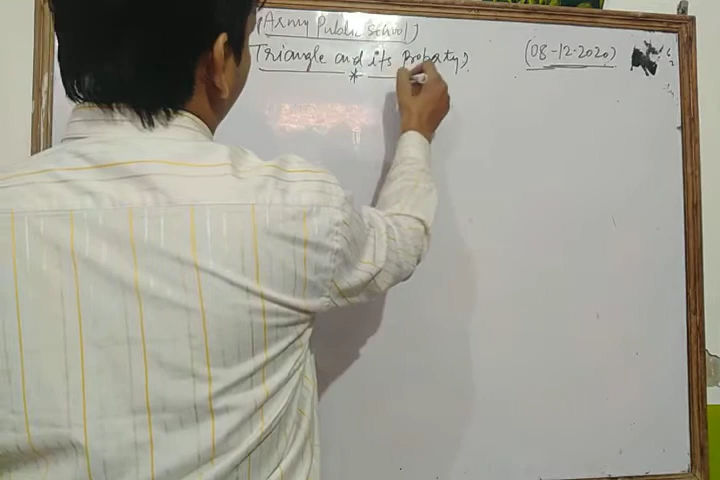 (Army Public School)
Triangle and its Property)
*
(08-12-2020)